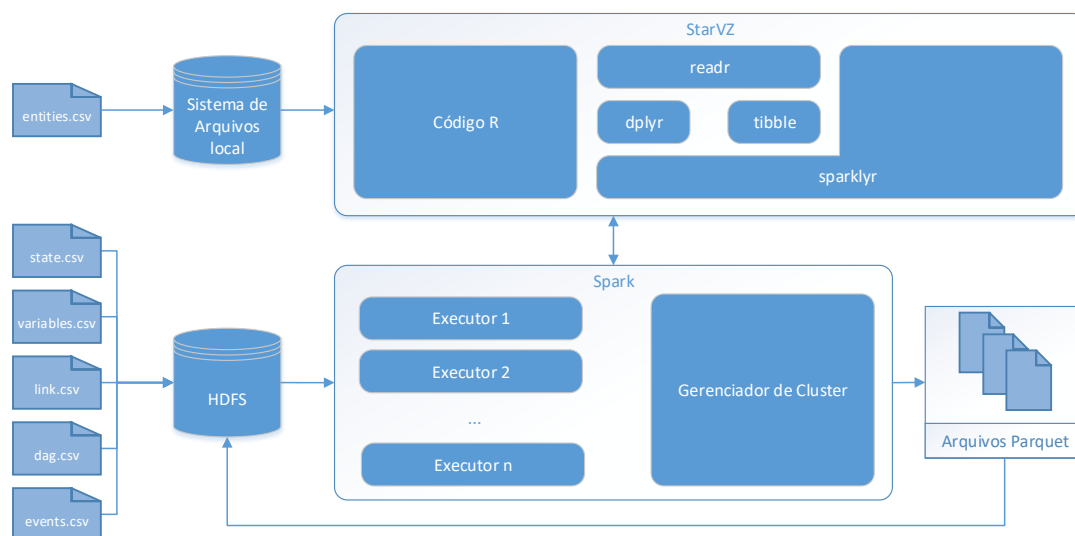 StarVZ
entities.csv
Sistema de
Arquivos
local
Código R
readr
dplyr
tibble
sparklyr
state.csv
variables.csv
link.csv
dag.csv
events.csv
HDFS
Spark
Executor 1
Executor 2
...
Executor n
Gerenciador de Cluster
Arquivos Parquet